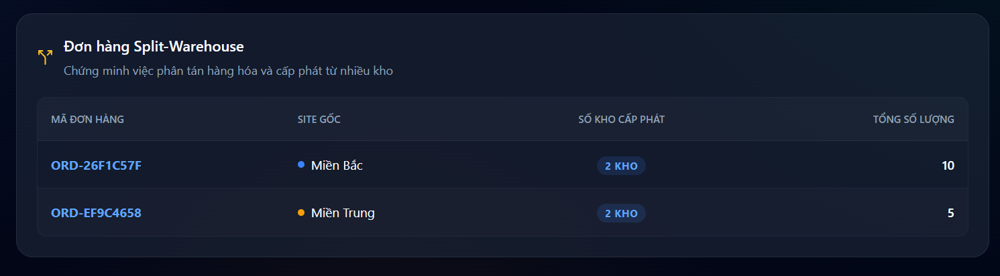 Đơn hàng Split-Warehouse
Chứng minh việc phân tán hàng hóa và cấp phát từ nhiều kho
MÃ ĐƠN HÀNG SITE GỐC SỐ KHO CẤP PHÁT TỔNG SỐ LƯỢNG
ORD-26F1C57F Miền Bắc 2 KHO 10
ORD-EF9C4658 Miền Trung 2 KHO 5